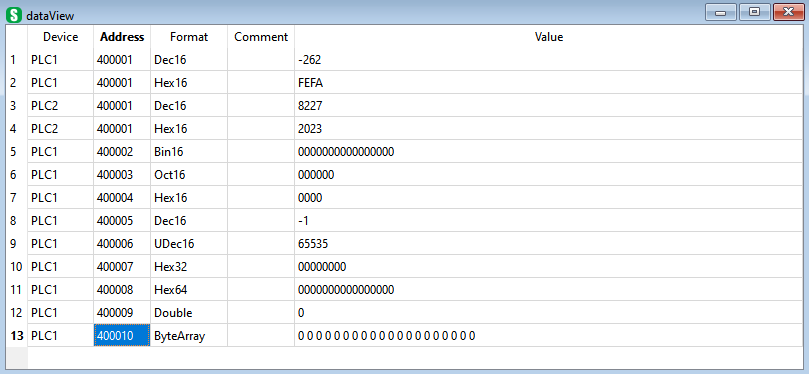 dataView
Device Address Format Comment Value
1 PLC1 400001 Dec16 -262
2 PLC1 400001 Hex16 FEFA
3 PLC2 400001 Dec16 8227
4 PLC2 400001 Hex16 2023
5 PLC1 400002 Bin16 0000000000000000
6 PLC1 400003 Oct16 000000
7 PLC1 400004 Hex16 0000
8 PLC1 400005 Dec16 -1
9 PLC1 400006 UDec16 65535
10 PLC1 400007 Hex32 00000000
11 PLC1 400008 Hex64 0000000000000000
12 PLC1 400009 Double 0
13 PLC1 400010 ByteArray 0 0 0 0 0 0 0 0 0 0 0 0 0 0 0 0 0 0 0 0